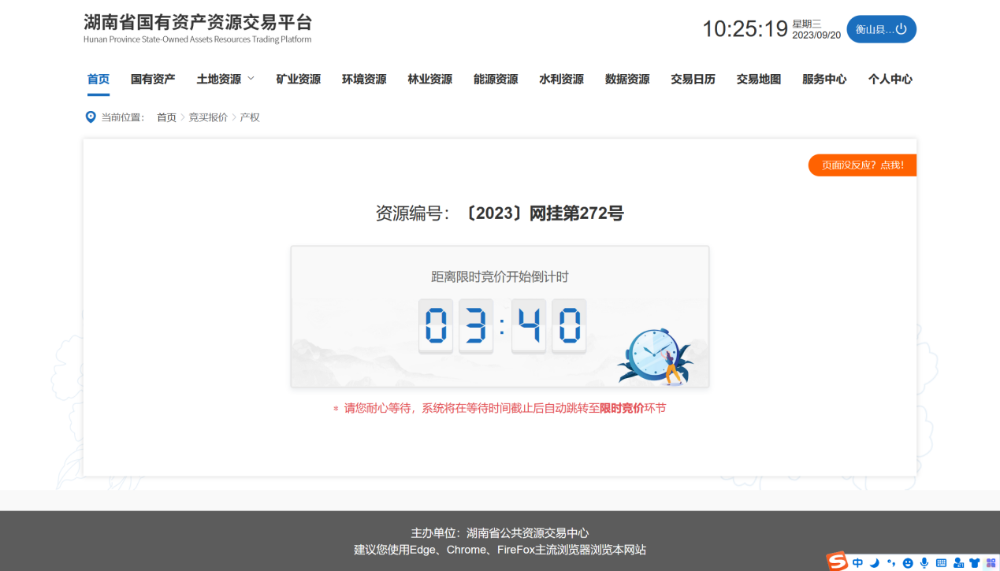 湖南省国有资产资源交易平台
Hunan Province State-Owned Assets Resources Trading Platform
10:25:19
星期三
2023/09/20
衡山县...
首页 国有资产 土地资源 矿业资源 环境资源 林业资源 能源资源 水利资源 数据资源 交易日历 交易地图 服务中心 个人中心
当前位置： 首页 > 竞买报价 > 产权
页面没反应？点我！
资源编号： 〔2023〕网挂第272号
距离限时竞价开始倒计时
03:40
* 请您耐心等待，系统将在等待时间截止后自动跳转至限时竞价环节
主办单位：湖南省公共资源交易中心
建议您使用Edge、Chrome、FireFox主流浏览器浏览本网站
S 中